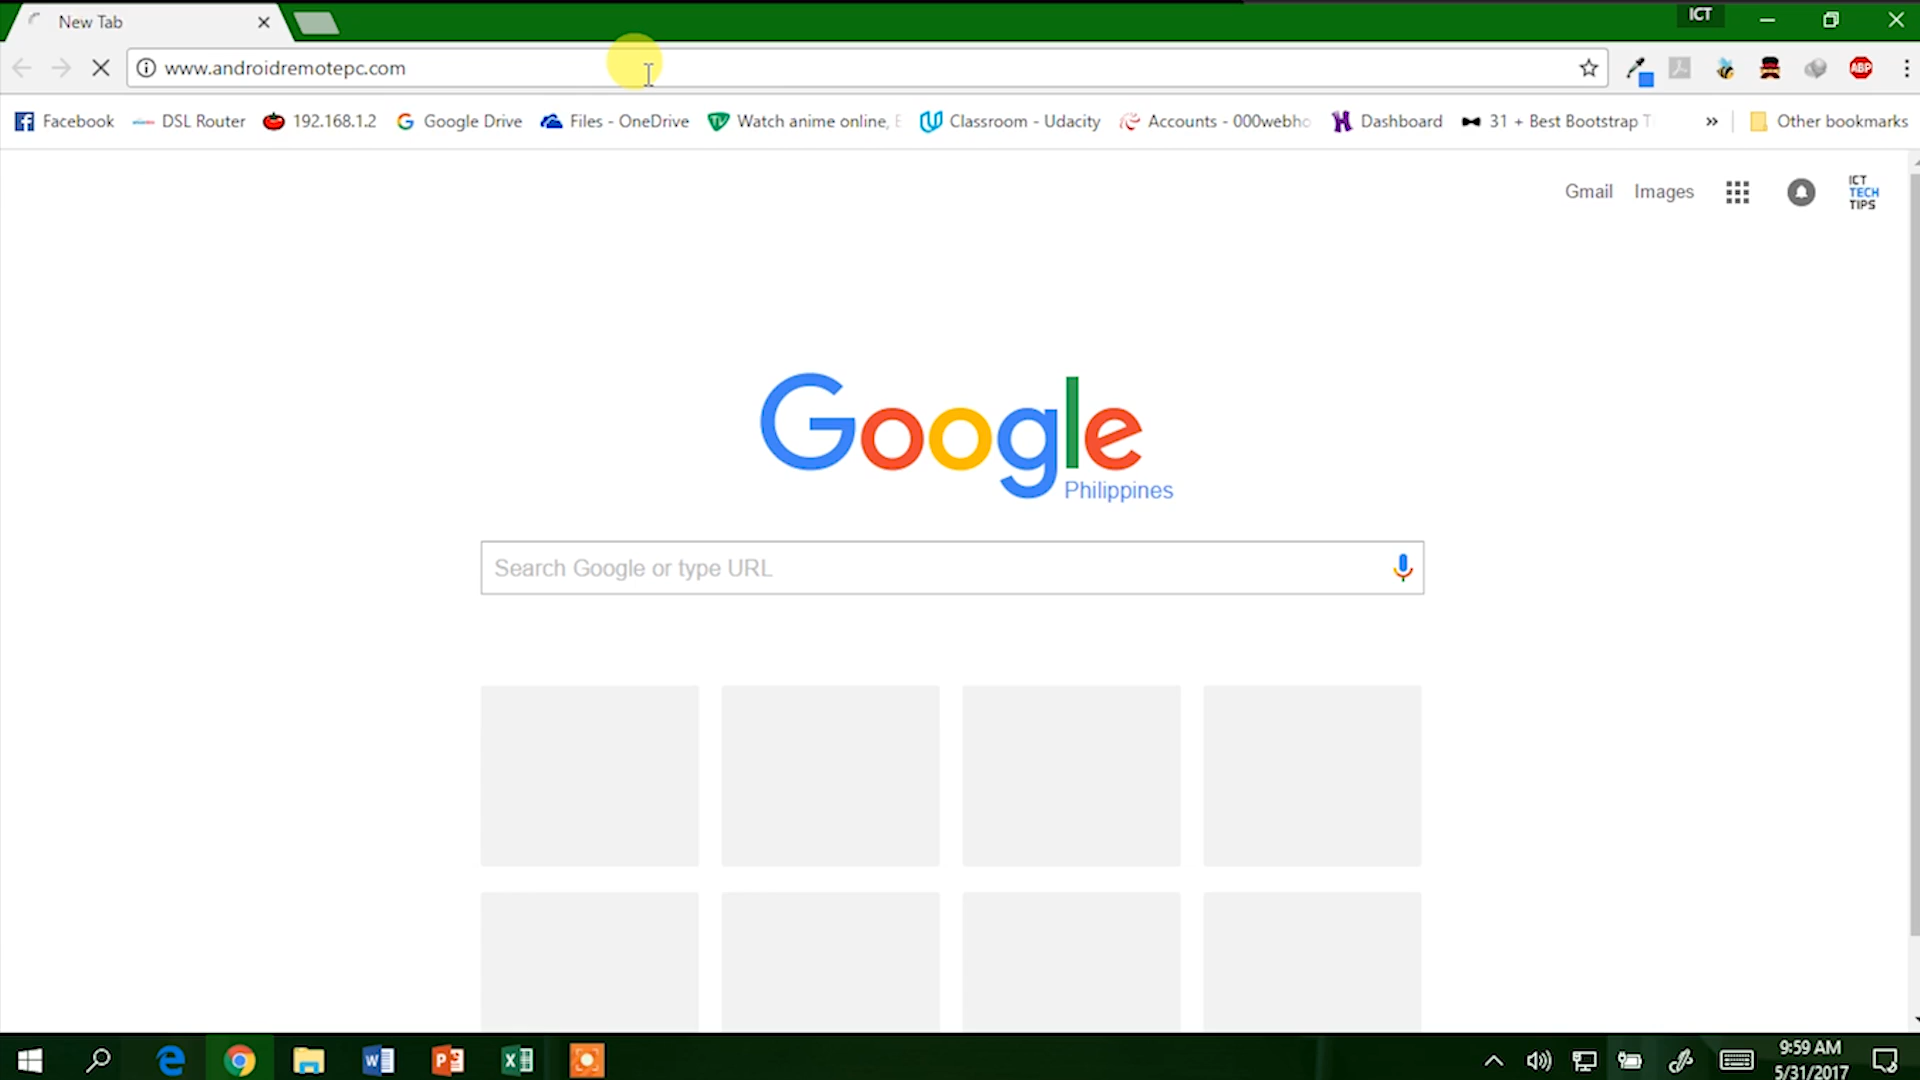 New Tab
ICT
www.androidremotepc.com
ABP
Facebook
DSL Router
192.168.1.2
Google Drive
Files - OneDrive
Watch anime online,
Classroom - Udacity
Accounts - 000webho
Dashboard
31 + Best Bootstrap T
»
Other bookmarks
Gmail
Images
ICT
TECH
TIPS
Google
Philippines
Search Google or type URL
9:59 AM
5/31/2017